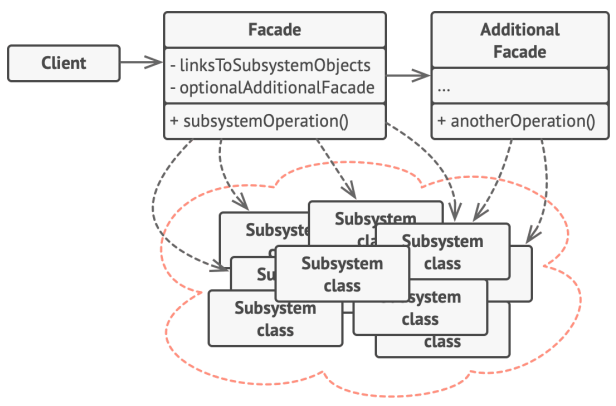 Client
Facade
- linksToSubsystemObjects
- optionalAdditionalFacade
+ subsystemOperation()
Additional
Facade
...
+ anotherOperation()
Subsystem
class
Subsystem
class
Subsystem
class
Subsystem
class
Subsystem
class
class